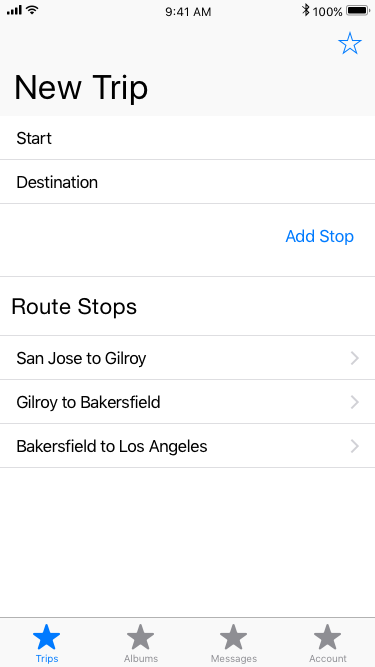 9:41 AM
100%
New Trip
Start
Destination
Add Stop
Route Stops
San Jose to Gilroy
Gilroy to Bakersfield
Bakersfield to Los Angeles
Trips Albums Messages Account